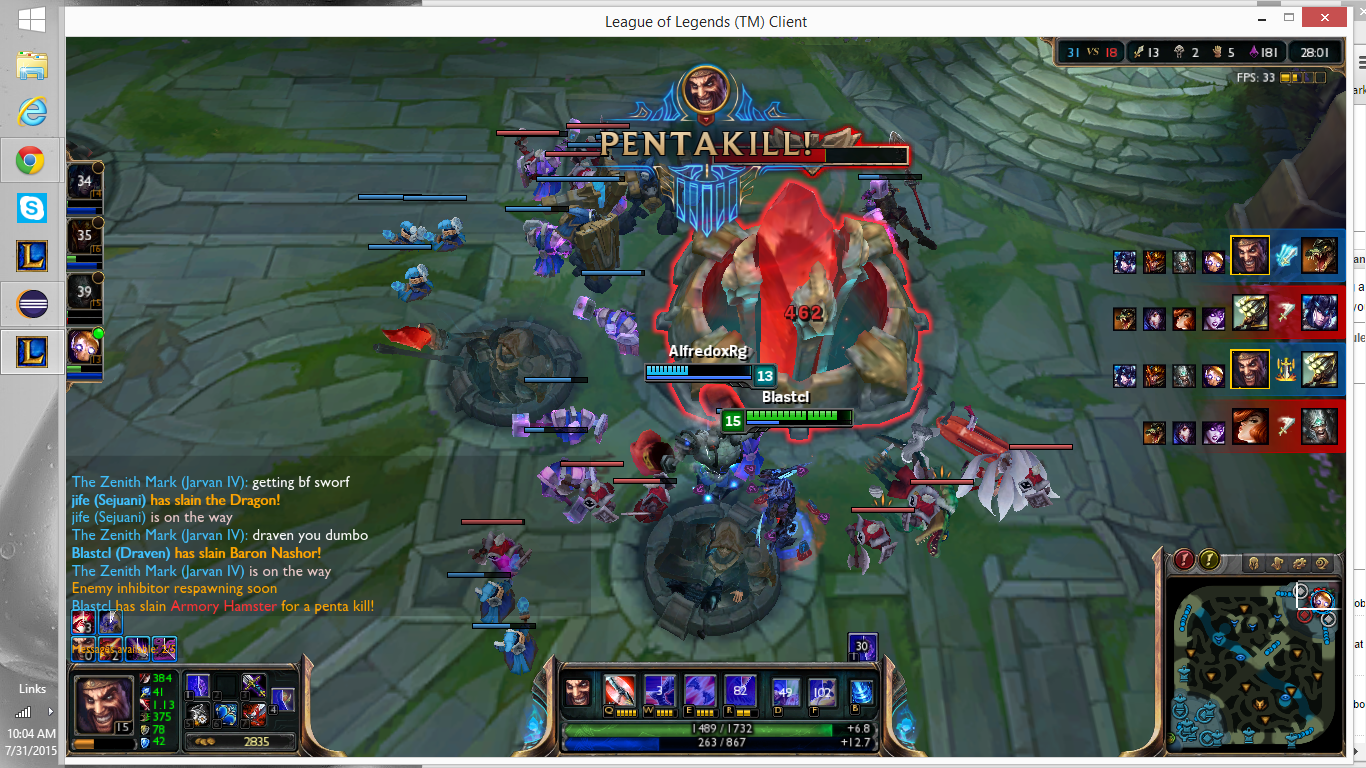 League of Legends (TM) Client
31 VS 18 13 2 5 181 28:01
FPS: 33
PENTAKILL!
34
35
39
462
AlfredoxRg
13
Blastcl
15
The Zenith Mark (Jarvan IV): getting bf sworf
jife (Sejuani) has slain the Dragon!
jife (Sejuani) is on the way
The Zenith Mark (Jarvan IV): draven you dumbo
Blastcl (Draven) has slain Baron Nashor!
The Zenith Mark (Jarvan IV) is on the way
Enemy inhibitor respawning soon
Blastcl has slain Armory Hamster for a penta kill!
Messages available: 2/5
30
384
41
1.13
375
78
42
15
2835
3 82 49 102
Q W E R D F B
1489 / 1732 +6.8
263 / 867 +12.7
Links
10:04 AM
7/31/2015